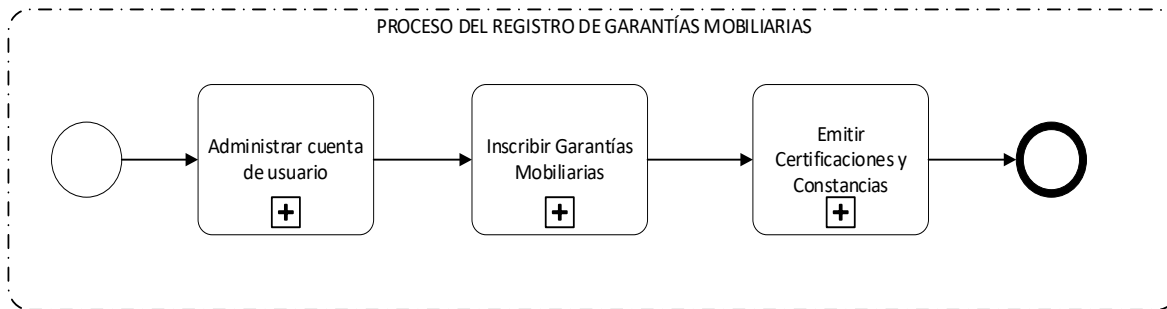 PROCESO DEL REGISTRO DE GARANTÍAS MOBILIARIAS
Administrar cuenta
de usuario
Inscribir Garantías
Mobiliarias
Emitir
Certificaciones y
Constancias